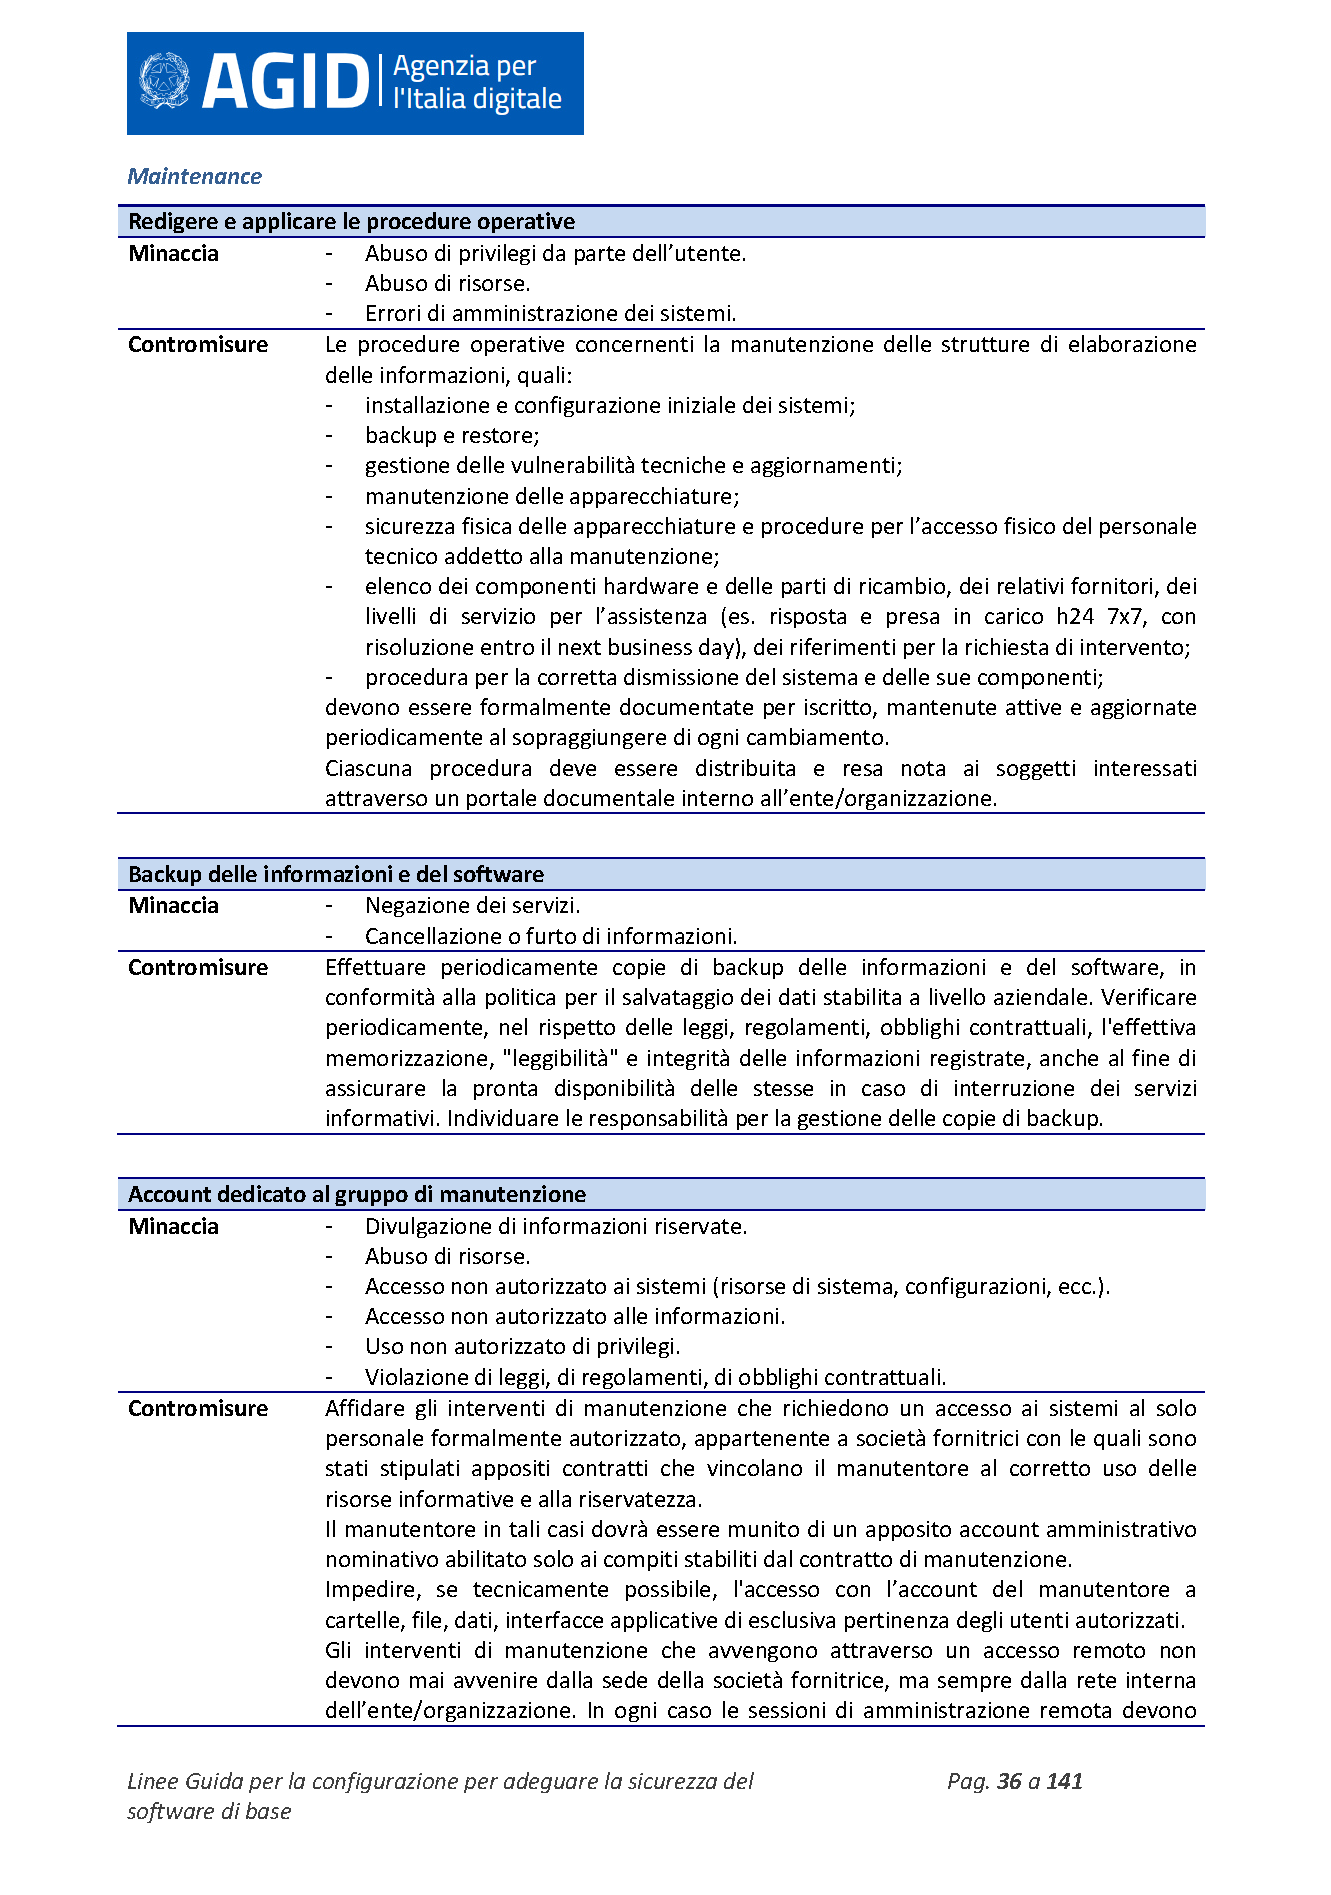 AGID Agenzia per
l'Italia digitale
Maintenance
Redigere e applicare le procedure operative
Minaccia - Abuso di privilegi da parte dell’utente.
- Abuso di risorse.
- Errori di amministrazione dei sistemi.
Contromisure Le procedure operative concernenti la manutenzione delle strutture di elaborazione
delle informazioni, quali:
- installazione e configurazione iniziale dei sistemi;
- backup e restore;
- gestione delle vulnerabilità tecniche e aggiornamenti;
- manutenzione delle apparecchiature;
- sicurezza fisica delle apparecchiature e procedure per l’accesso fisico del personale
tecnico addetto alla manutenzione;
- elenco dei componenti hardware e delle parti di ricambio, dei relativi fornitori, dei
livelli di servizio per l’assistenza (es. risposta e presa in carico h24 7x7, con
risoluzione entro il next business day), dei riferimenti per la richiesta di intervento;
- procedura per la corretta dismissione del sistema e delle sue componenti;
devono essere formalmente documentate per iscritto, mantenute attive e aggiornate
periodicamente al sopraggiungere di ogni cambiamento.
Ciascuna procedura deve essere distribuita e resa nota ai soggetti interessati
attraverso un portale documentale interno all’ente/organizzazione.
Backup delle informazioni e del software
Minaccia - Negazione dei servizi.
- Cancellazione o furto di informazioni.
Contromisure Effettuare periodicamente copie di backup delle informazioni e del software, in
conformità alla politica per il salvataggio dei dati stabilita a livello aziendale. Verificare
periodicamente, nel rispetto delle leggi, regolamenti, obblighi contrattuali, l'effettiva
memorizzazione, "leggibilità" e integrità delle informazioni registrate, anche al fine di
assicurare la pronta disponibilità delle stesse in caso di interruzione dei servizi
informativi. Individuare le responsabilità per la gestione delle copie di backup.
Account dedicato al gruppo di manutenzione
Minaccia - Divulgazione di informazioni riservate.
- Abuso di risorse.
- Accesso non autorizzato ai sistemi (risorse di sistema, configurazioni, ecc.).
- Accesso non autorizzato alle informazioni.
- Uso non autorizzato di privilegi.
- Violazione di leggi, di regolamenti, di obblighi contrattuali.
Contromisure Affidare gli interventi di manutenzione che richiedono un accesso ai sistemi al solo
personale formalmente autorizzato, appartenente a società fornitrici con le quali sono
stati stipulati appositi contratti che vincolano il manutentore al corretto uso delle
risorse informative e alla riservatezza.
Il manutentore in tali casi dovrà essere munito di un apposito account amministrativo
nominativo abilitato solo ai compiti stabiliti dal contratto di manutenzione.
Impedire, se tecnicamente possibile, l'accesso con l’account del manutentore a
cartelle, file, dati, interfacce applicative di esclusiva pertinenza degli utenti autorizzati.
Gli interventi di manutenzione che avvengono attraverso un accesso remoto non
devono mai avvenire dalla sede della società fornitrice, ma sempre dalla rete interna
dell’ente/organizzazione. In ogni caso le sessioni di amministrazione remota devono
Linee Guida per la configurazione per adeguare la sicurezza del Pag. 36 a 141
software di base